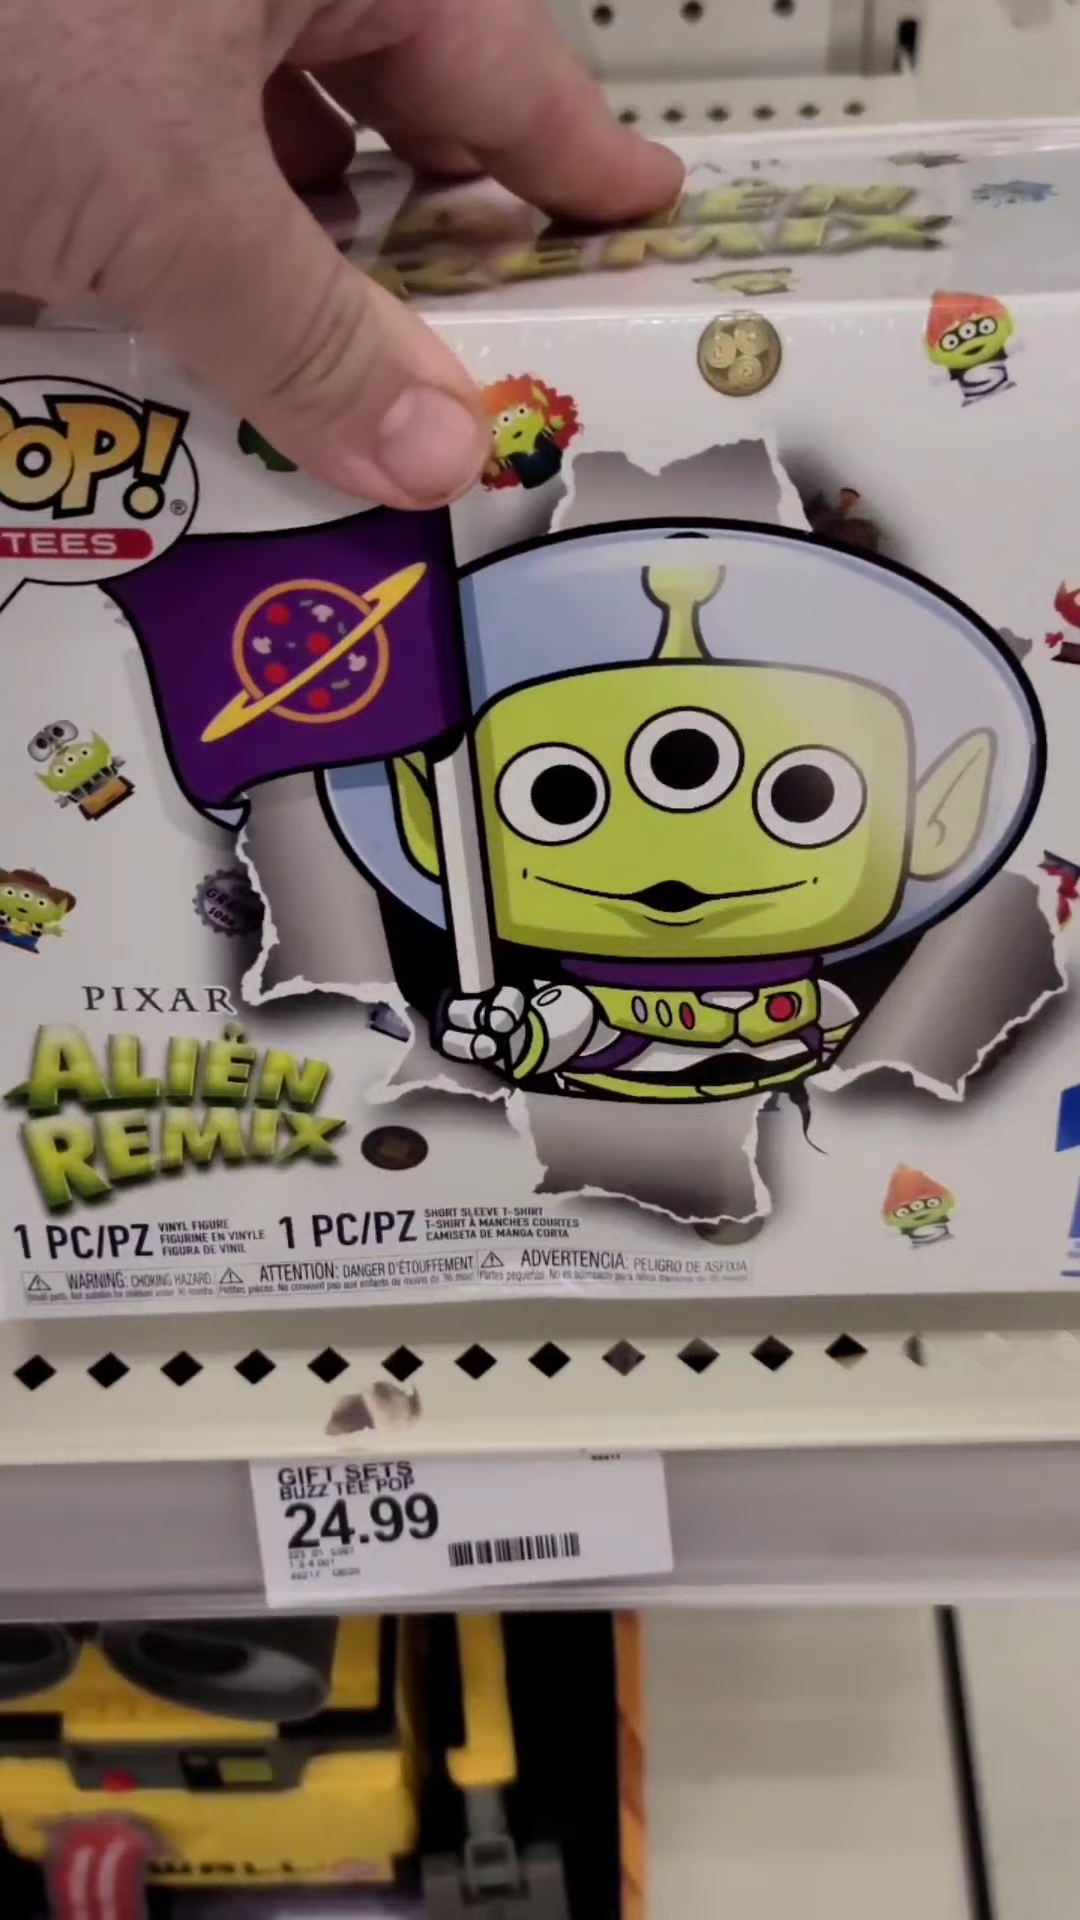 ALIEN
REMIX
POP!®
TEES
PIXAR
ALIEN
REMIX
1 PC/PZ
VINYL FIGURE
FIGURINE EN VINYLE
FIGURA DE VINIL
1 PC/PZ
SHORT SLEEVE T-SHIRT
T-SHIRT À MANCHES COURTES
CAMISETA DE MANGA CORTA
WARNING: CHOKING HAZARD.
ATTENTION: DANGER D'ÉTOUFFEMENT
ADVERTENCIA: PELIGRO DE ASFIXIA
GIFT SETS
BUZZ TEE POP
24.99